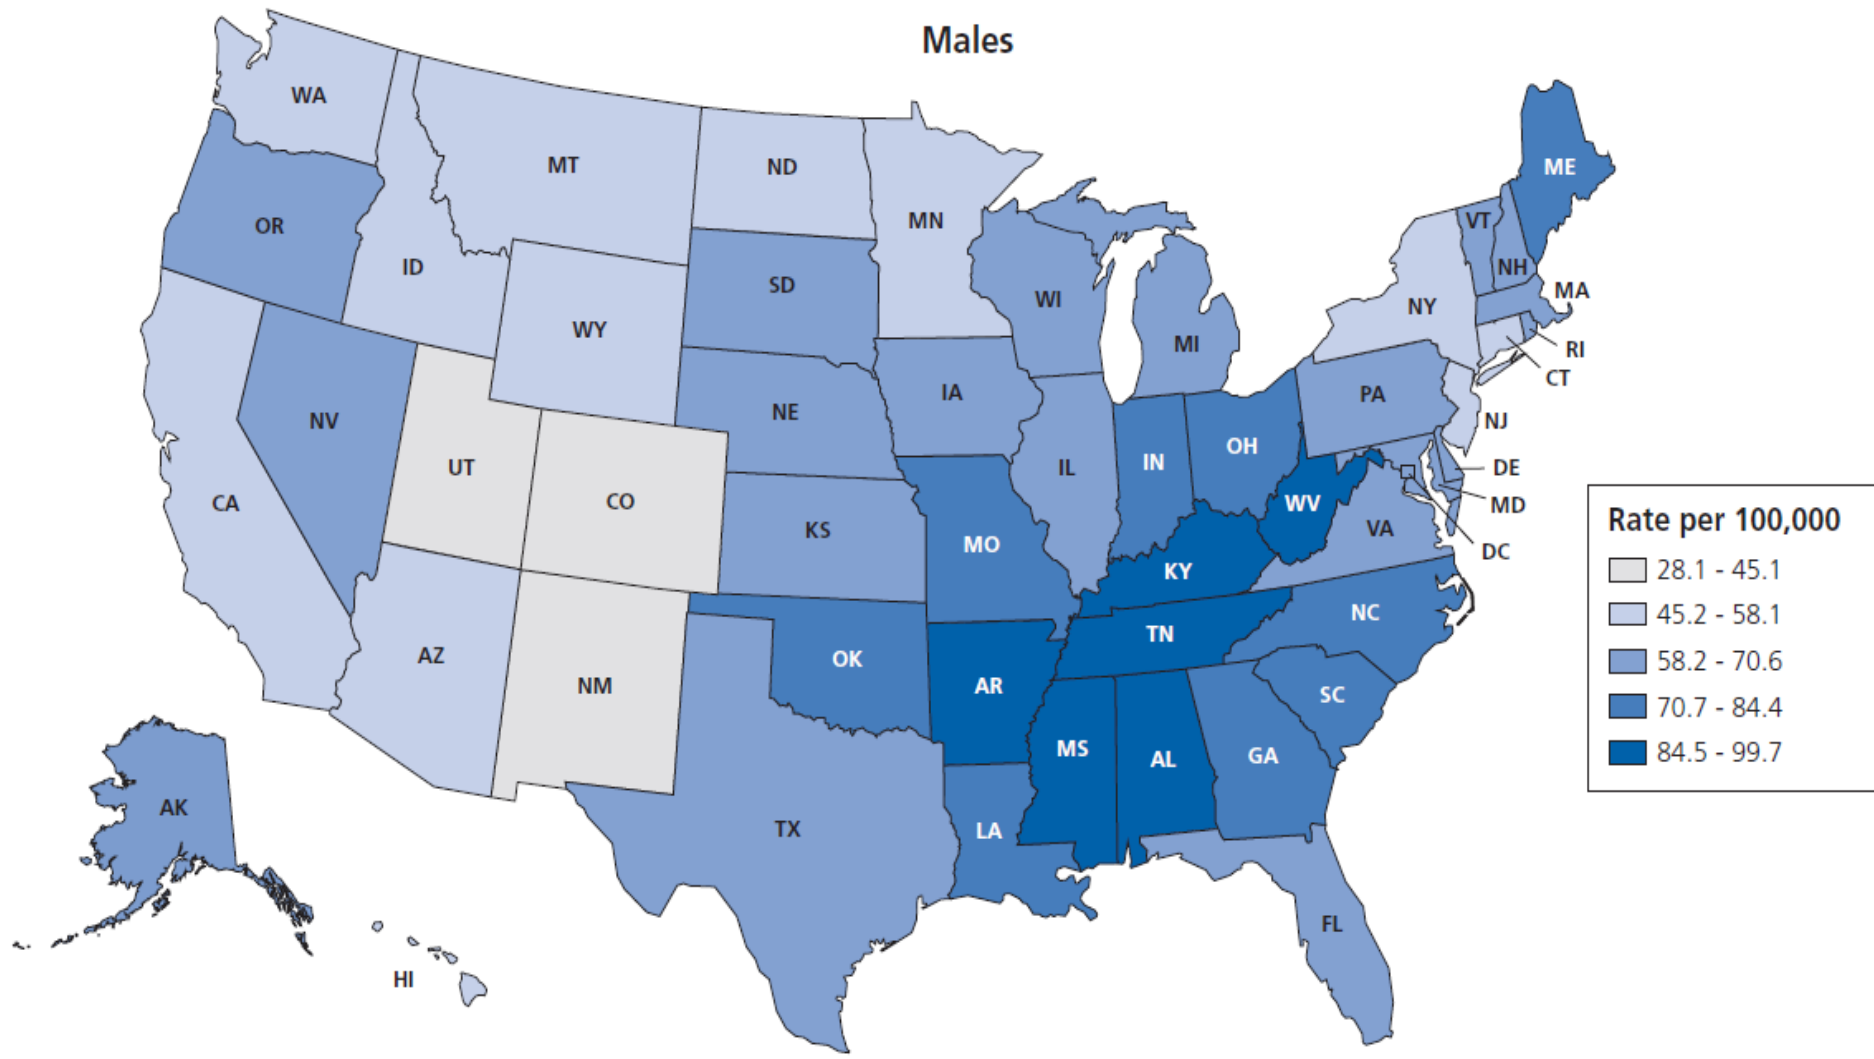 Males
WA
MT
ND
MN
OR
ID
SD
WY
WI
MI
ME
VT
NH
MA
NY
RI
CT
NV
UT
CO
NE
IA
IL
IN
OH
PA
NJ
CA
KS
MO
WV
DE
MD
VA
DC
KY
AZ
NM
OK
AR
TN
NC
SC
AK
TX
LA
MS
AL
GA
FL
HI
Rate per 100,000
28.1 - 45.1
45.2 - 58.1
58.2 - 70.6
70.7 - 84.4
84.5 - 99.7